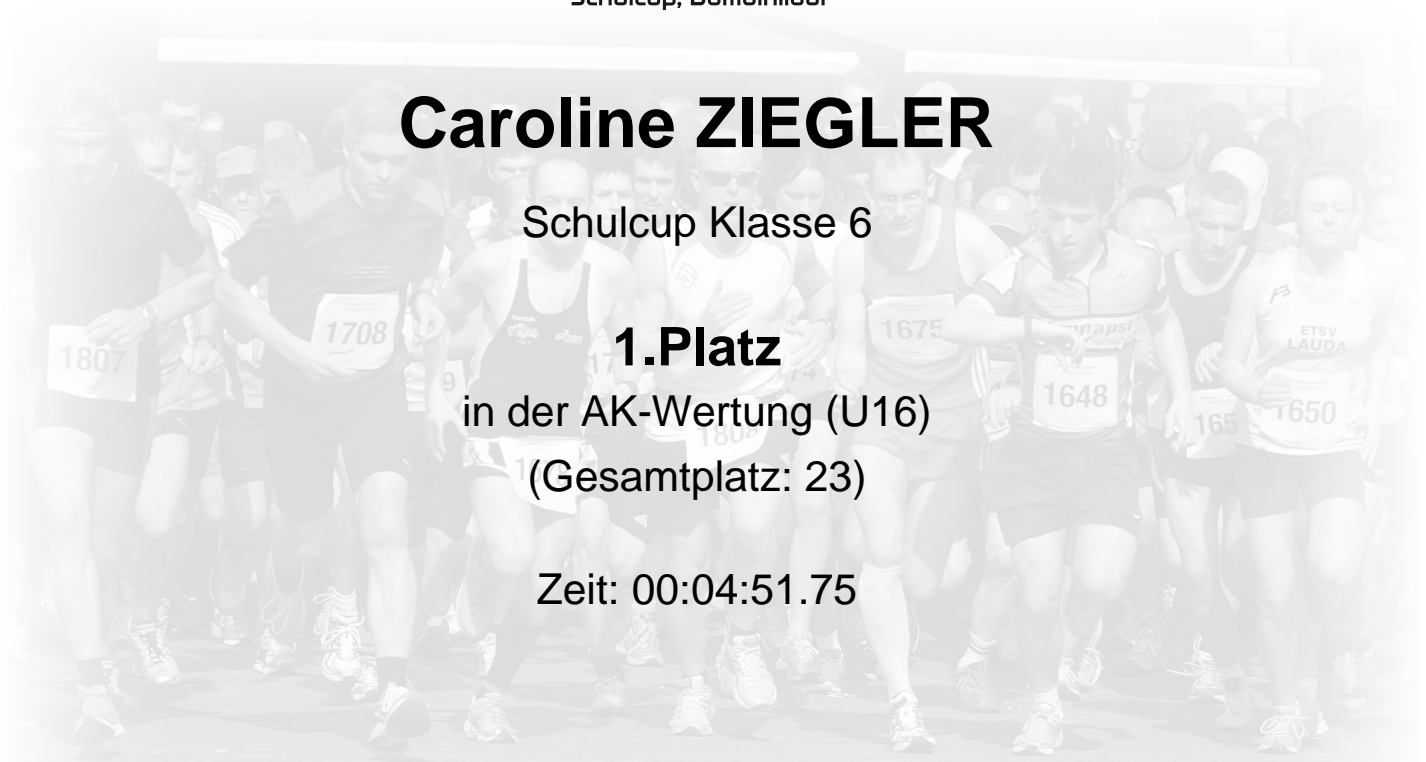 Caroline ZIEGLER
Schulcup Klasse 6
1.Platz
in der AK-Wertung (U16)
(Gesamtplatz: 23)
Zeit: 00:04:51.75
1807
1708
1675
1648
ETSV
LAUDA
1650
165